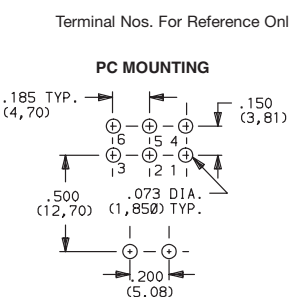 Terminal Nos. For Reference Onl
PC MOUNTING
.185 TYP.
(4,70)
.150
(3,81)
6 5 4
3 2 1
.500
(12,70)
.073 DIA.
(1,850) TYP.
.200
(5.08)